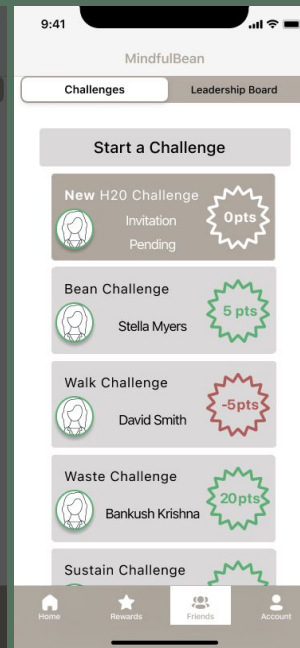 9:41
MindfulBean
Challenges
Leadership Board
Start a Challenge
New H20 Challenge
Invitation
Pending
0pts
Bean Challenge
Stella Myers
5 pts
Walk Challenge
David Smith
-5pts
Waste Challenge
Bankush Krishna
20pts
Sustain Challenge
Home
Rewards
Friends
Account